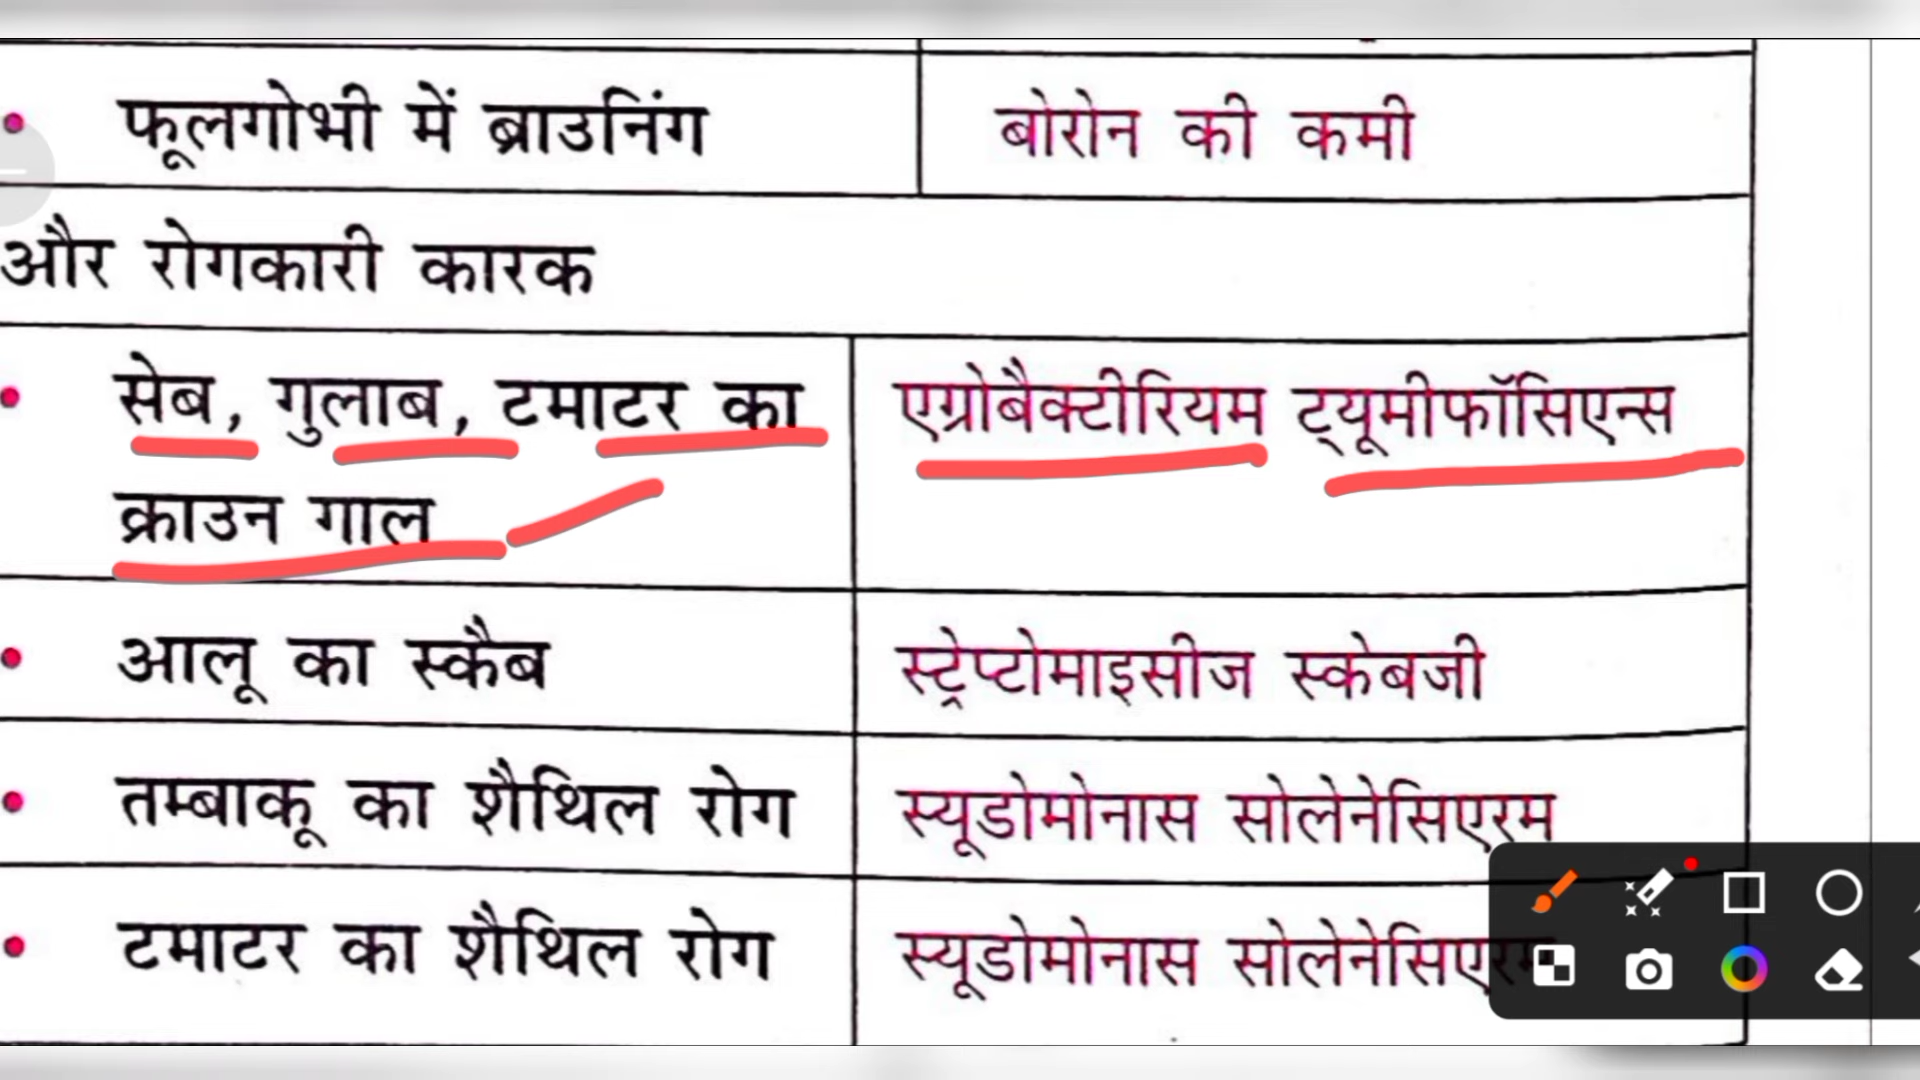 फूलगोभी में ब्राउनिंग बोरोन की कमी
और रोगकारी कारक
सेब, गुलाब, टमाटर का एग्रोबैक्टीरियम ट्यूमीफॉसिएन्स
क्राउन गाल
आलू का स्कैब स्ट्रेप्टोमाइसीज स्केबजी
तम्बाकू का शैथिल रोग स्यूडोमोनास सोलेनेसिएरम
टमाटर का शैथिल रोग स्यूडोमोनास सोलेनेसिएरम